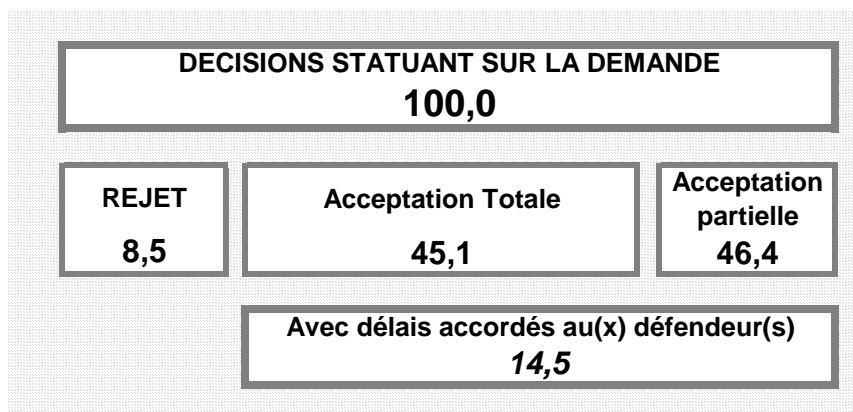 DECISIONS STATUANT SUR LA DEMANDE
100,0
REJET
8,5
Acceptation Totale
45,1
Acceptation
partielle
46,4
Avec délais accordés au(x) défendeur(s)
14,5